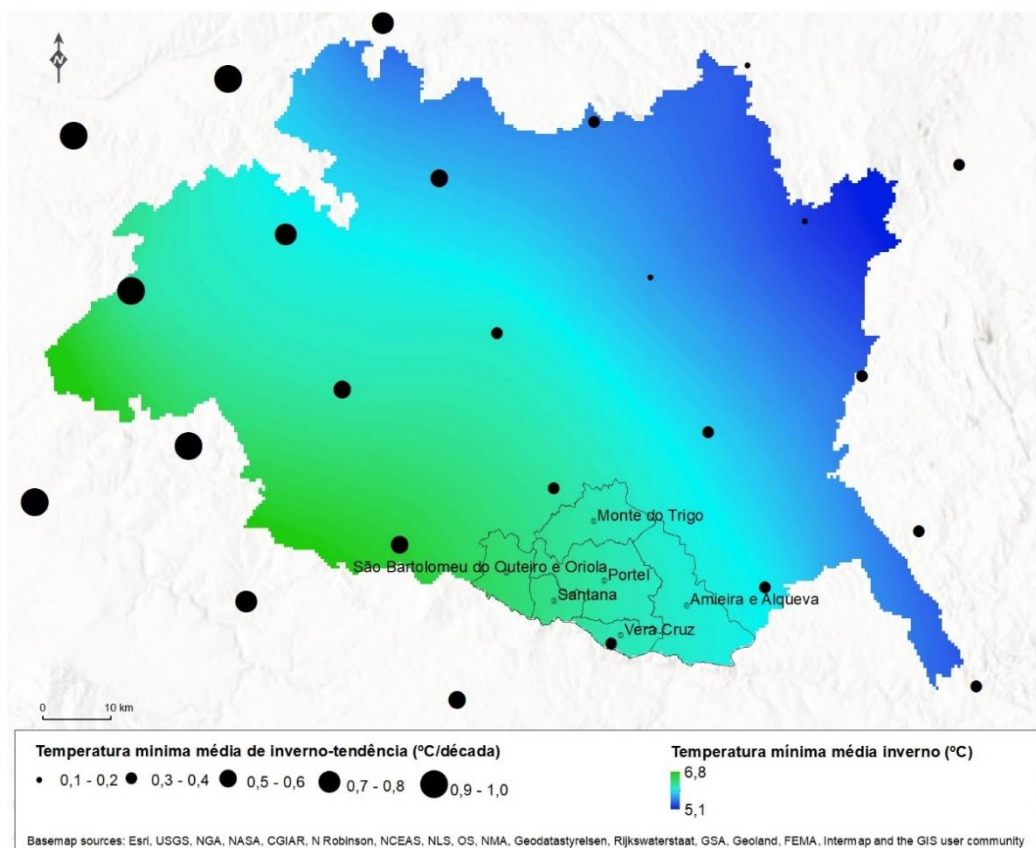 N
Monte do Trigo
São Bartolomeu do Outeiro e Oriola
Portel
Santana
Amieira e Alqueva
Vera Cruz
0 10 km
Temperatura minima média de inverno-tendência (ºC/década)
0,1 - 0,2 0,3 - 0,4 0,5 - 0,6 0,7 - 0,8 0,9 - 1,0
Temperatura mínima média inverno (ºC)
6,8
5,1
Basemap sources: Esri, USGS, NGA, NASA, CGIAR, N Robinson, NCEAS, NLS, OS, NMA, Geodatastyrelsen, Rijkswaterstaat, GSA, Geoland, FEMA, Intermap and the GIS user community